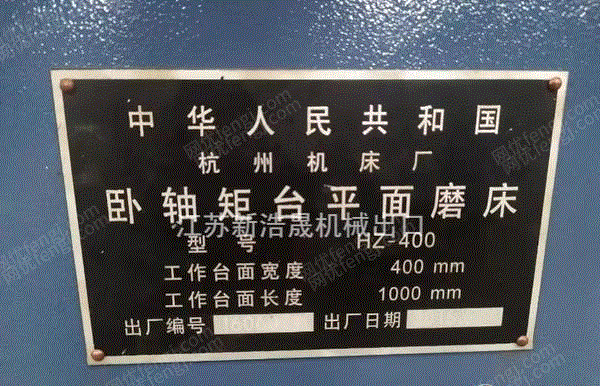 中华人民共和国
杭州机床厂
卧轴矩台平面磨床
江苏新浩晟机械出口
型号 HZ-400
工作台面宽度 400 mm
工作台面长度 1000 mm
出厂编号 出厂日期